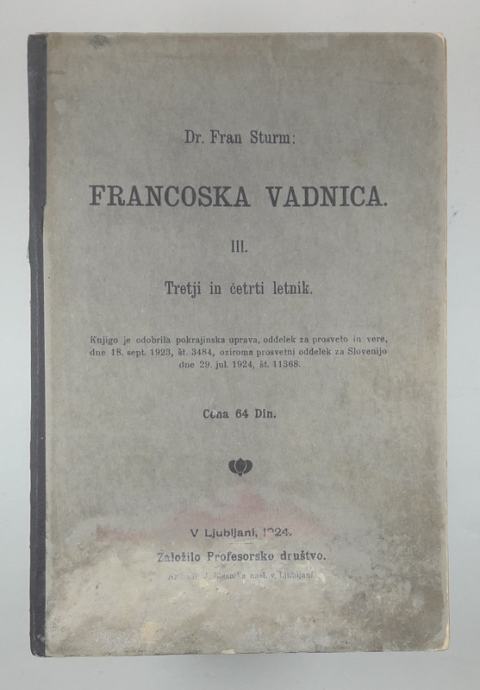 Dr. Fran Sturm:
FRANCOSKA VADNICA.
III.
Tretji in četrti letnik.
Knjigo je odobrila pokrajinska uprava, oddelek za prosveto in vere,
dne 18. sept. 1923, št. 3484, oziroma prosvetni oddelek za Slovenijo
dne 29. jul. 1924, št. 11368.
Cena 64 Din.
V Ljubljani, 1924.
Založilo Profesorsko društvo.
nasl. v Ljubljani